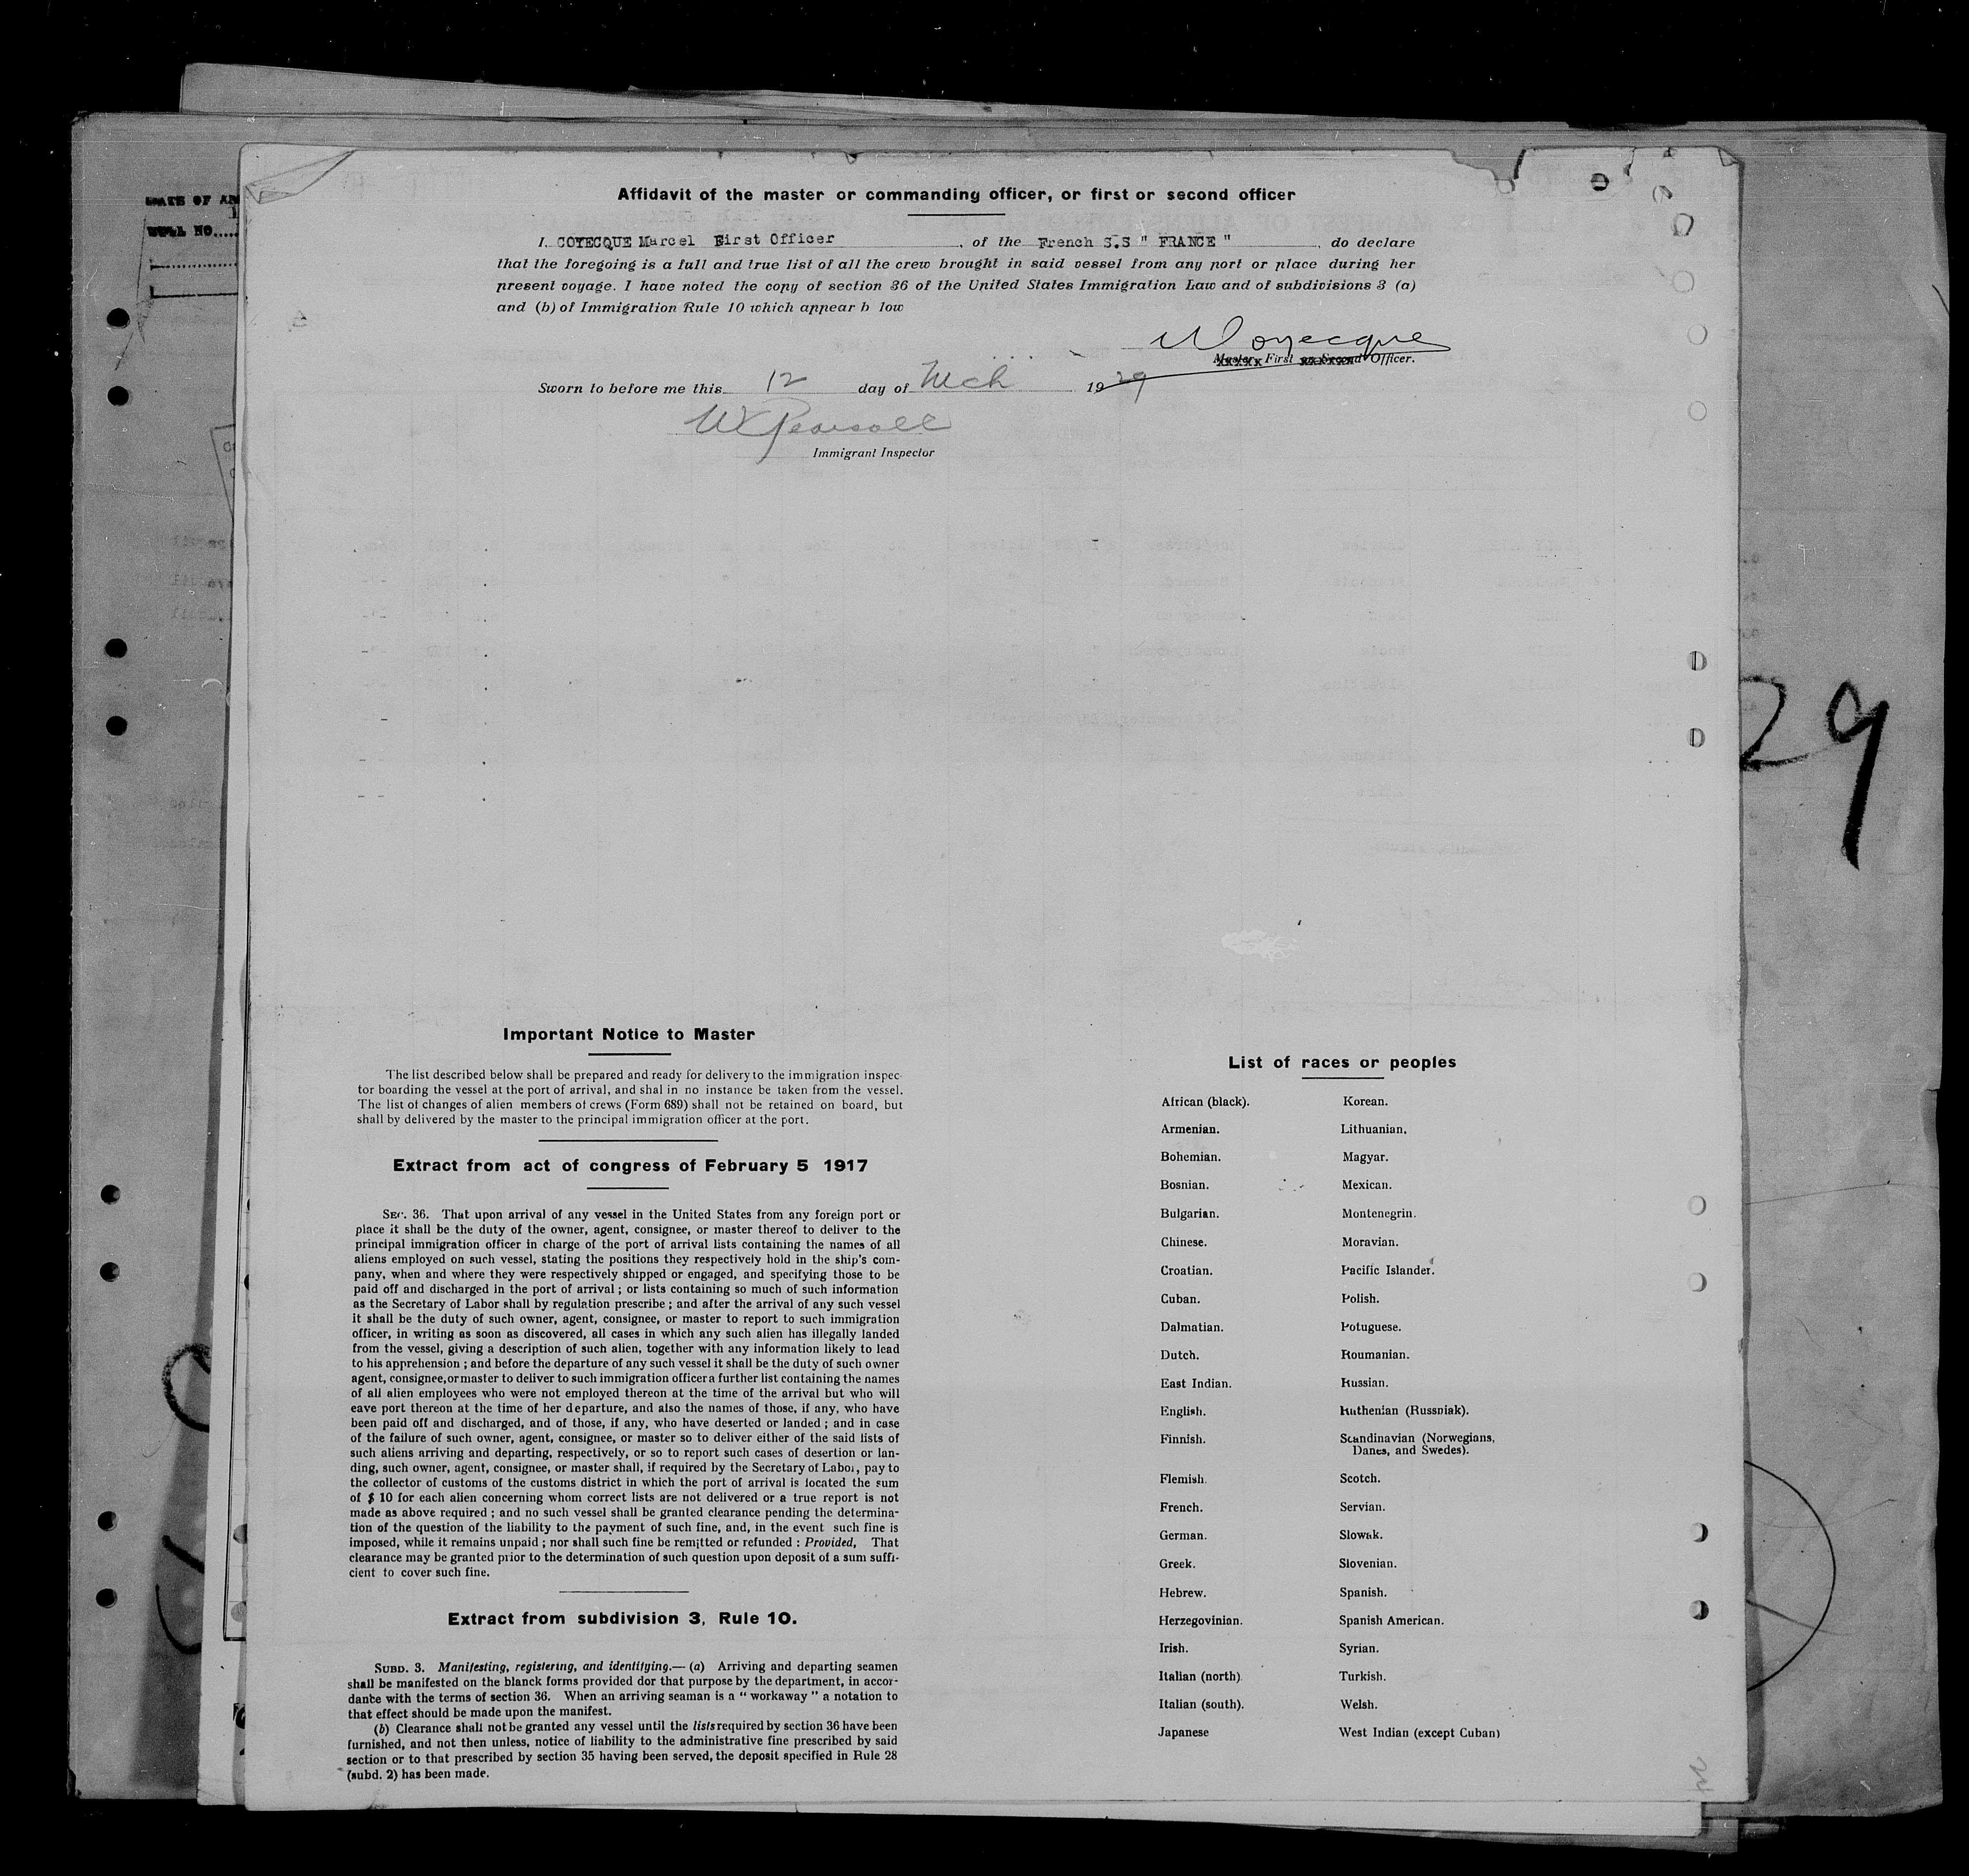 DATE OF AR
ROLL NO.....
Affidavit of the master or commanding officer, or first or second officer
I. COYECQUE Marcel First Officer, of the French S.S " FRANCE ", do declare
that the foregoing is a full and true list of all the crew brought in said vessel from any port or place during her
present voyage. I have noted the copy of section 36 of the United States Immigration Law and of subdivisions 3 (a)
and (b) of Immigration Rule 10 which appear b low
Coyecque
Master, First or Second Officer.
Sworn to before me this 12 day of Mch 1929
W Pearsall
Immigrant Inspector
29
Important Notice to Master
The list described below shall be prepared and ready for delivery to the immigration inspec-
tor boarding the vessel at the port of arrival, and shal in no instance be taken from the vessel.
The list of changes of alien members of crews (Form 689) shall not be retained on board, but
shall by delivered by the master to the principal immigration officer at the port.
Extract from act of congress of February 5 1917
SEC. 36. That upon arrival of any vessel in the United States from any foreign port or
place it shall be the duty of the owner, agent, consignee, or master thereof to deliver to the
principal immigration officer in charge of the port of arrival lists containing the names of all
aliens employed on such vessel, stating the positions they respectively hold in the ship's com-
pany, when and where they were respectively shipped or engaged, and specifying those to be
paid off and discharged in the port of arrival ; or lists containing so much of such information
as the Secretary of Labor shall by regulation prescribe ; and after the arrival of any such vessel
it shall be the duty of such owner, agent, consignee, or master to report to such immigration
officer, in writing as soon as discovered, all cases in which any such alien has illegally landed
from the vessel, giving a description of such alien, together with any information likely to lead
to his apprehension ; and before the departure of any such vessel it shall be the duty of such owner
agent, consignee, or master to deliver to such immigration officer a further list containing the names
of all alien employees who were not employed thereon at the time of the arrival but who will
eave port thereon at the time of her departure, and also the names of those, if any, who have
been paid off and discharged, and of those, if any, who have deserted or landed ; and in case
of the failure of such owner, agent, consignee, or master so to deliver either of the said lists of
such aliens arriving and departing, respectively, or so to report such cases of desertion or lan-
ding, such owner, agent, consignee, or master shall, if required by the Secretary of Labor, pay to
the collector of customs of the customs district in which the port of arrival is located the sum
of $ 10 for each alien concerning whom correct lists are not delivered or a true report is not
made as above required ; and no such vessel shall be granted clearance pending the determina-
tion of the question of the liability to the payment of such fine, and, in the event such fine is
imposed, while it remains unpaid ; nor shall such fine be remitted or refunded : Provided, That
clearance may be granted prior to the determination of such question upon deposit of a sum suffi-
cient to cover such fine.
Extract from subdivision 3, Rule 10.
SUBD. 3. Manifesting, registering, and identifying.— (a) Arriving and departing seamen
shall be manifested on the blanck forms provided dor that purpose by the department, in accor-
dante with the terms of section 36. When an arriving seaman is a " workaway " a notation to
that effect should be made upon the manifest.
(b) Clearance shall not be granted any vessel until the lists required by section 36 have been
furnished, and not then unless, notice of liability to the administrative fine prescribed by said
section or to that prescribed by section 35 having been served, the deposit specified in Rule 28
(subd. 2) has been made.
List of races or peoples
African (black).
Armenian.
Bohemian.
Bosnian.
Bulgarian.
Chinese.
Croatian.
Cuban.
Dalmatian.
Dutch.
East Indian.
English.
Finnish.
Flemish.
French.
German.
Greek.
Hebrew.
Herzegovinian.
Irish.
Italian (north)
Italian (south).
Japanese
Korean.
Lithuanian.
Magyar.
Mexican.
Montenegrin.
Moravian.
Pacific Islander.
Polish.
Potuguese.
Roumanian.
Russian.
Ruthenian (Russniak).
Scandinavian (Norwegians,
Danes, and Swedes).
Scotch.
Servian.
Slowak.
Slovenian.
Spanish.
Spanish American.
Syrian.
Turkish.
Welsh.
West Indian (except Cuban)